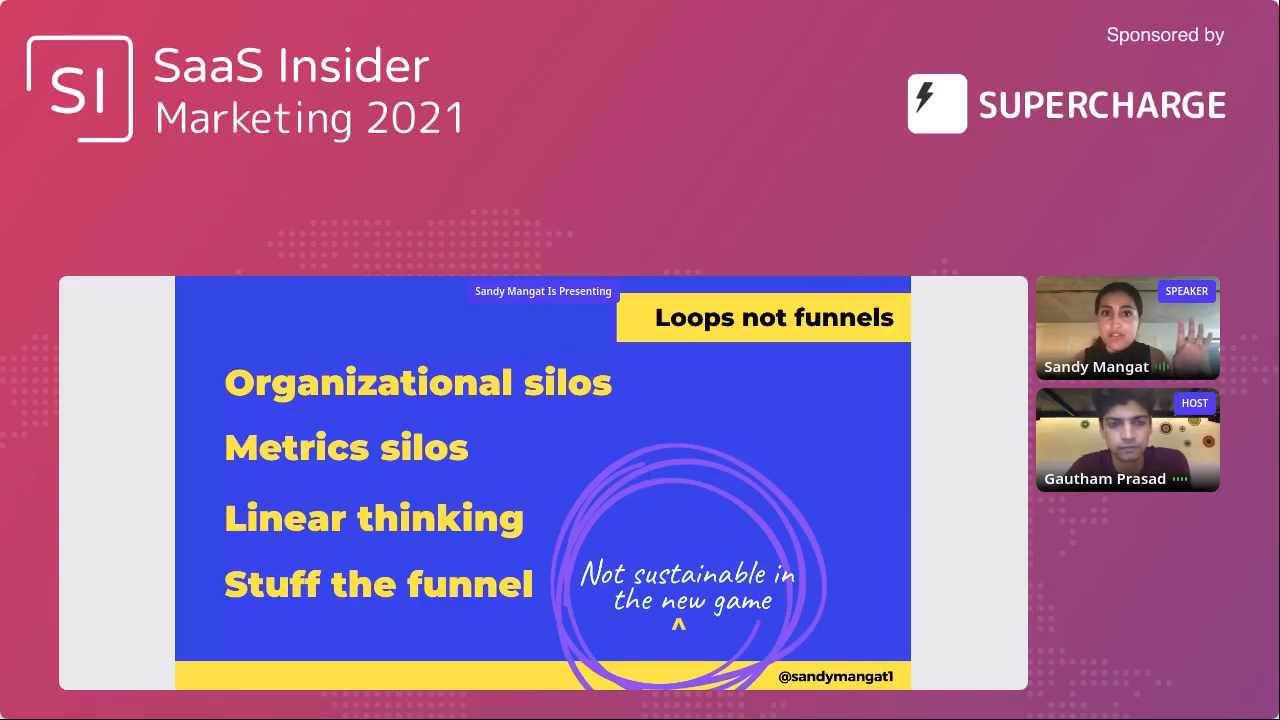 SI
SaaS Insider
Marketing 2021
Sponsored by
SUPERCHARGE
Sandy Mangat Is Presenting
Loops not funnels
Organizational silos
Metrics silos
Linear thinking
Stuff the funnel
Not sustainable in
the new game
^
@sandymangat1
SPEAKER
Sandy Mangat
HOST
Gautham Prasad